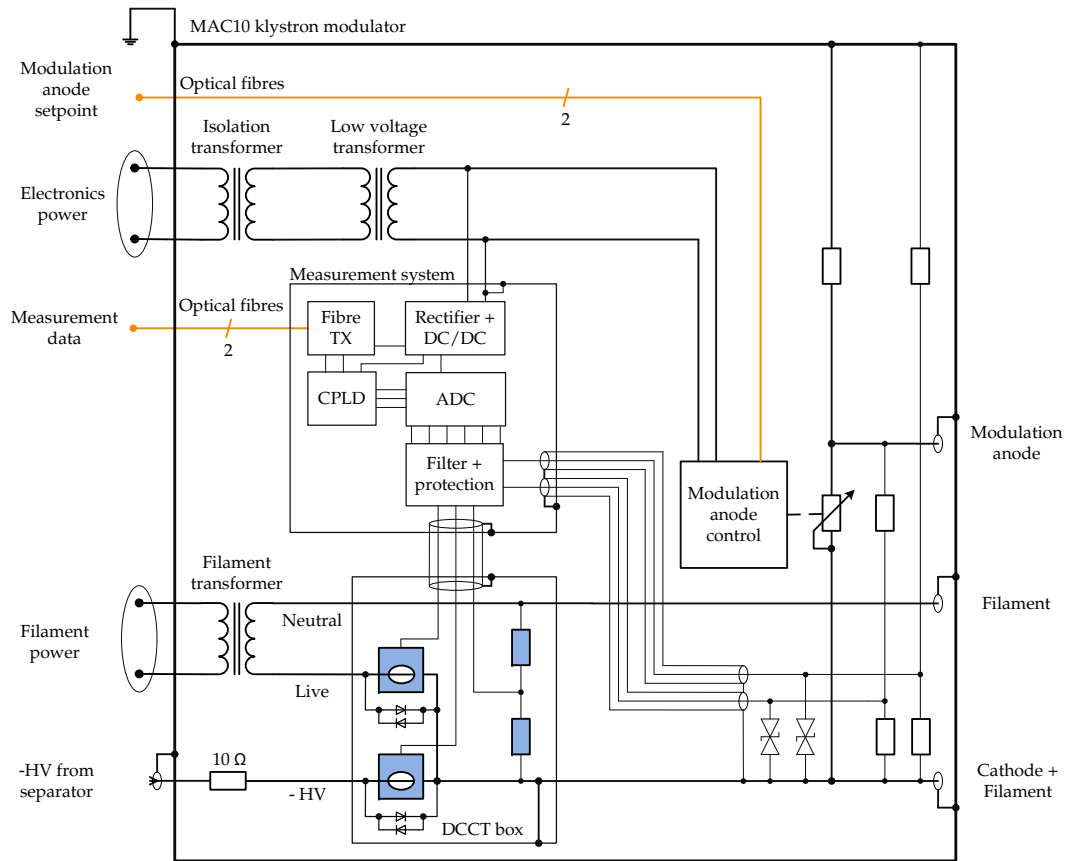 MAC10 klystron modulator
Modulation
anode
setpoint
Optical fibres
2
Isolation
transformer
Low voltage
transformer
Electronics
power
Measurement system
Measurement
data
Optical fibres
2
Fibre
TX
Rectifier +
DC/DC
CPLD
ADC
Filter +
protection
Modulation
anode
control
Modulation
anode
Filament
transformer
Filament
power
Neutral
Live
Filament
-HV from
separator
10 Ω
- HV
DCCT box
Cathode +
Filament